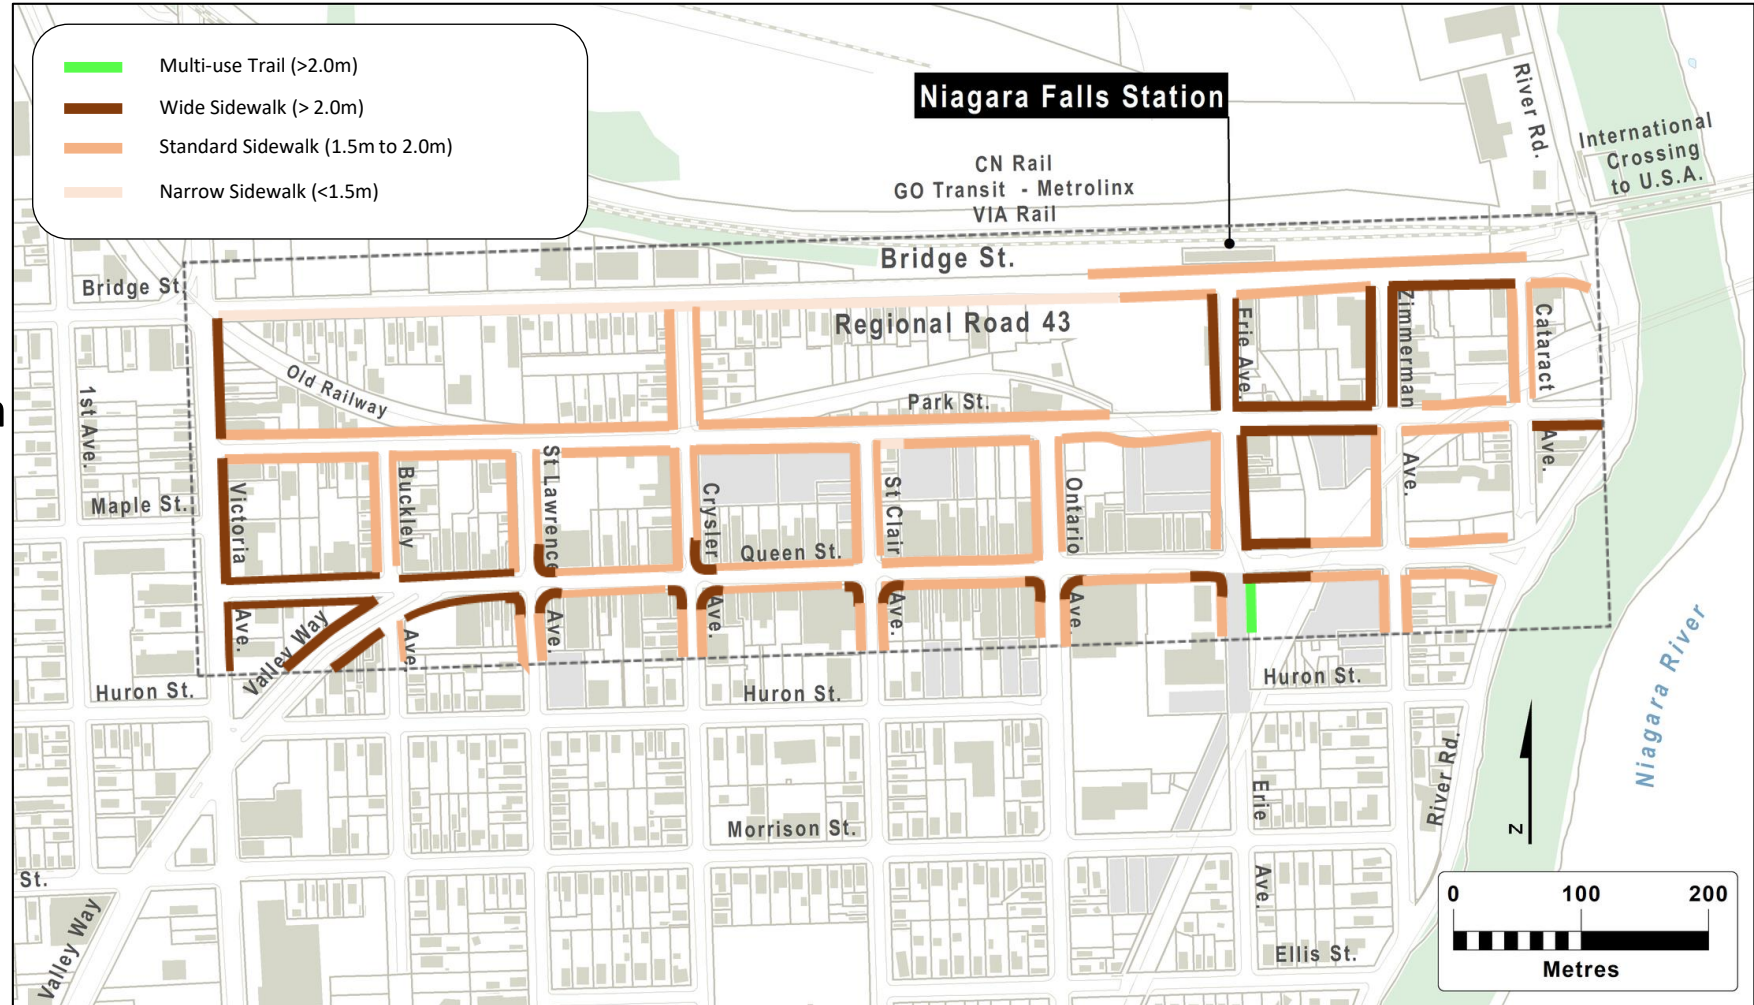 Multi-use Trail (>2.0m)
Wide Sidewalk (> 2.0m)
Standard Sidewalk (1.5m to 2.0m)
Narrow Sidewalk (<1.5m)
Niagara Falls Station
CN Rail
GO Transit - Metrolinx
VIA Rail
River Rd.
International
Crossing
to U.S.A.
Bridge St.
Bridge St.
Regional Road 43
Old Railway
Park St.
1st Ave.
Maple St.
Victoria
Ave.
Buckley
Ave.
St Lawrence
Ave.
Crysler
Ave.
St Clair
Ave.
Ontario
Ave.
Erie Ave.
Zimmerman
Ave.
Cataract
Ave.
Queen St.
Valley Way
Huron St.
Huron St.
Huron St.
Niagara River
River Rd.
Morrison St.
Erie
Ave.
Ellis St.
St.
Valley Way
n
N
0 100 200
Metres